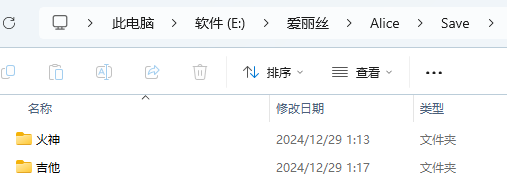 此电脑 > 软件 (E:) > 爱丽丝 > Alice > Save >
排序 查看 ...
名称 修改日期 类型
火神 2024/12/29 1:13 文件夹
吉他 2024/12/29 1:17 文件夹